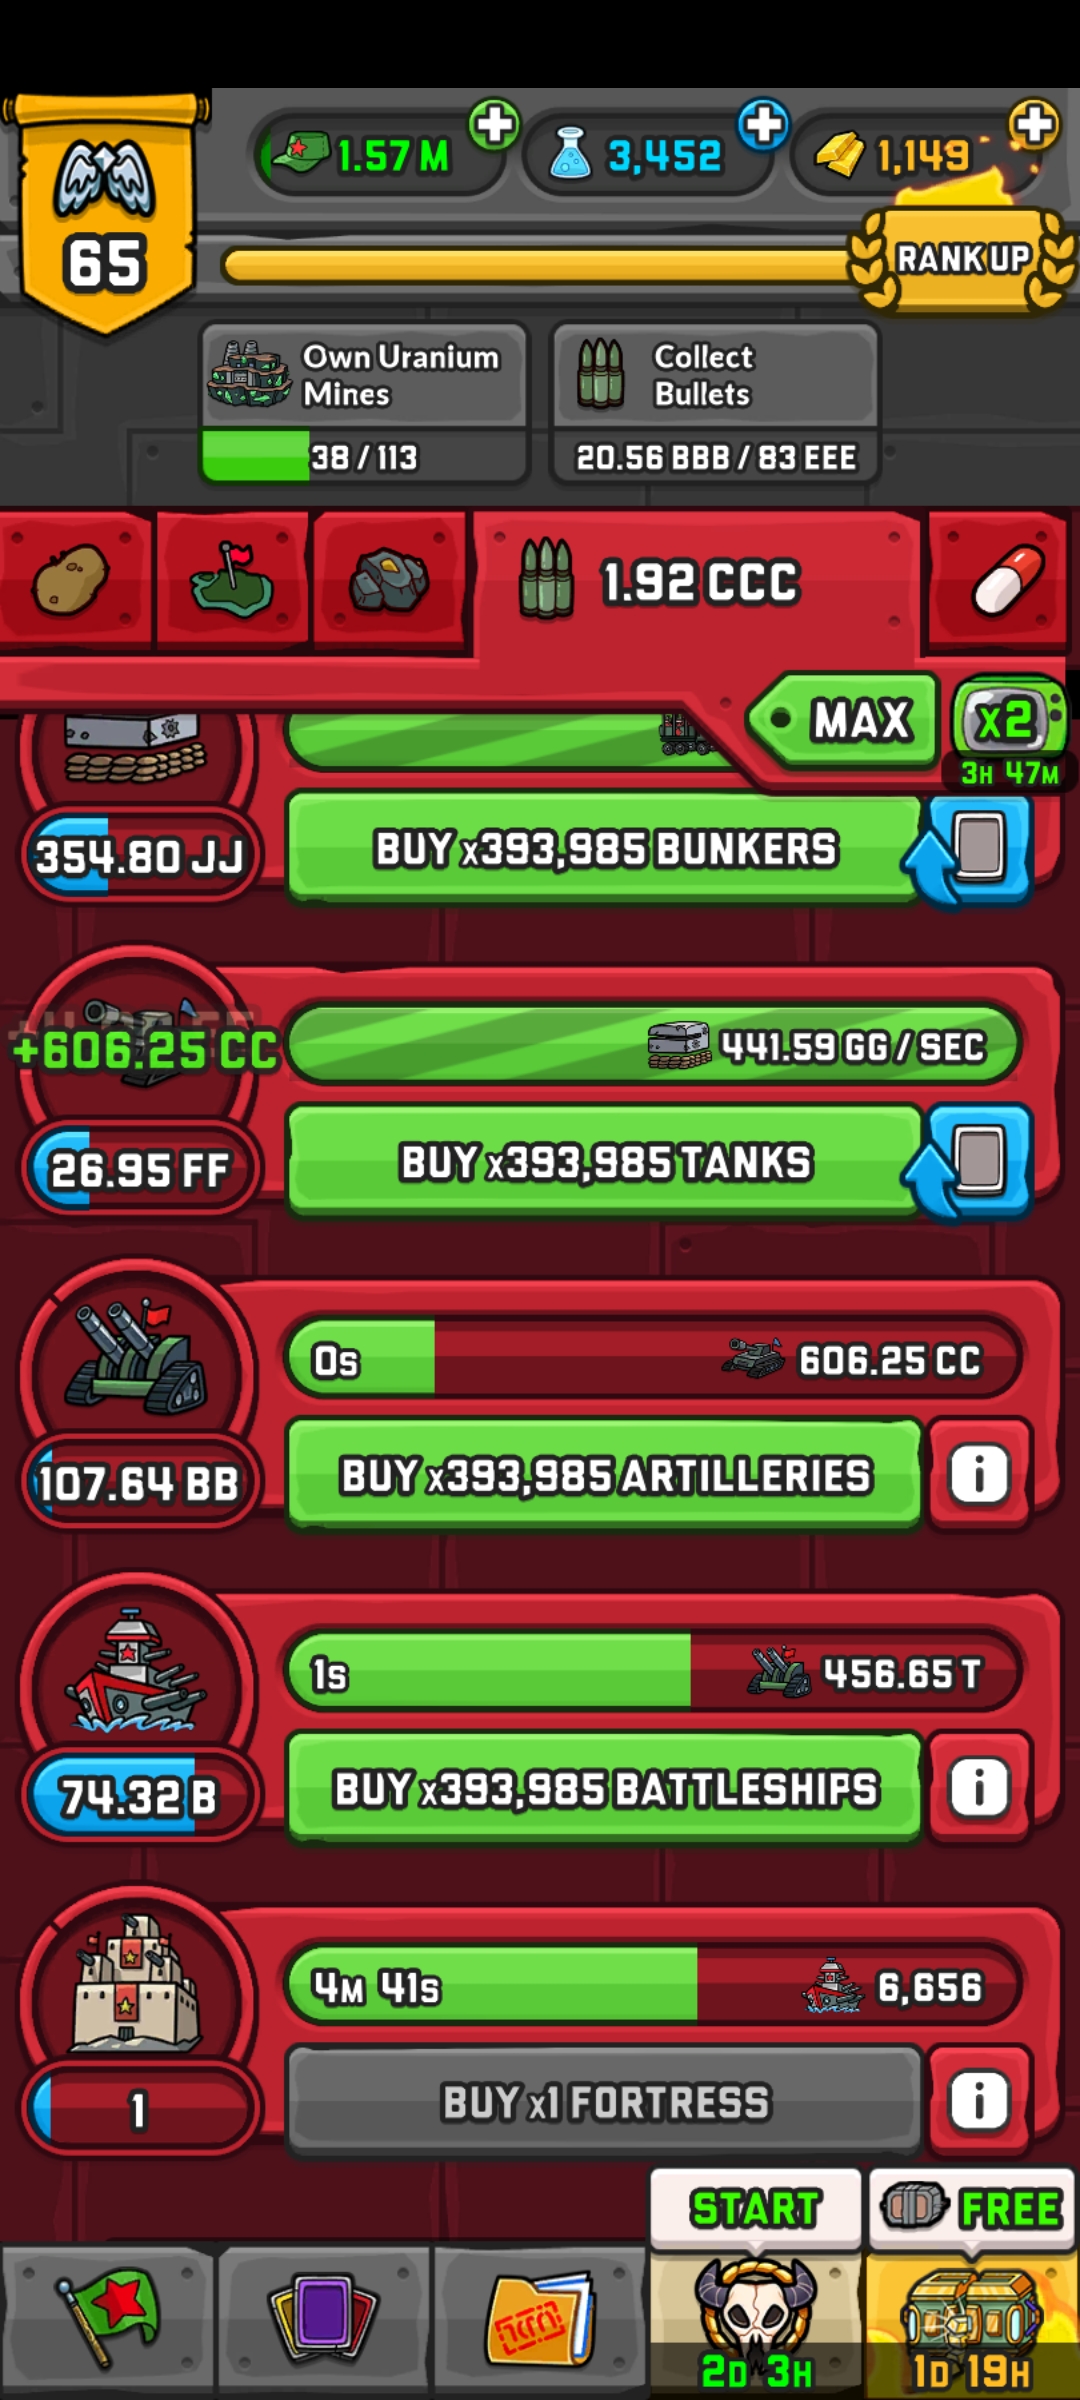 1.57 M
3,452
1,149
65
RANK UP
Own Uranium
Mines
38 / 113
Collect
Bullets
20.56 BBB / 83 EEE
1.92 CCC
MAX
x2
3H 47M
354.80 JJ
BUY x393,985 BUNKERS
+606.25 CC
441.59 GG / SEC
26.95 FF
BUY x393,985 TANKS
0s
606.25 CC
107.64 BB
BUY x393,985 ARTILLERIES
1s
456.65 T
74.32 B
BUY x393,985 BATTLESHIPS
4M 41s
6,656
1
BUY x1 FORTRESS
START
FREE
2D 3H
1D 19H